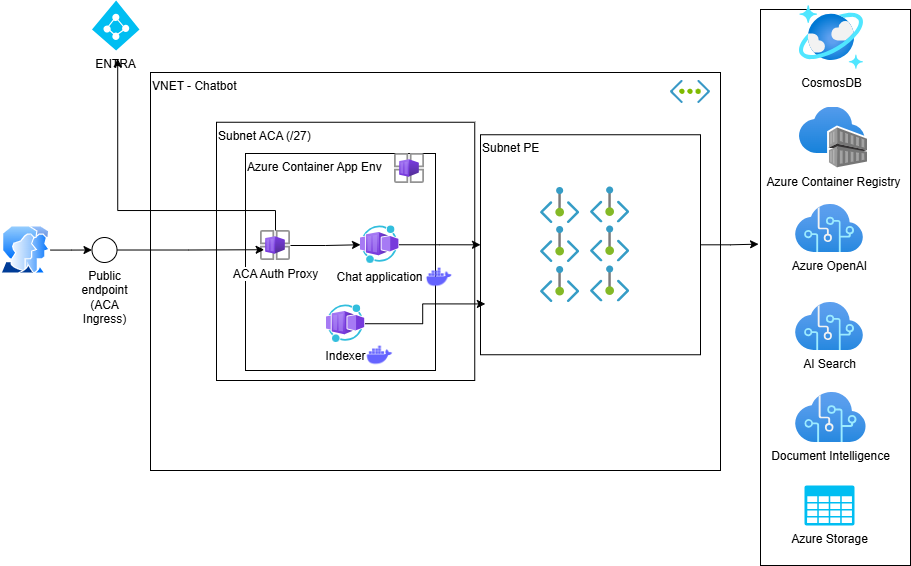 ENTRA
VNET - Chatbot
Subnet ACA (/27)
Azure Container App Env
ACA Auth Proxy
Chat application
Indexer
Public
endpoint
(ACA
Ingress)
Subnet PE
CosmosDB
Azure Container Registry
Azure OpenAI
AI Search
Document Intelligence
Azure Storage